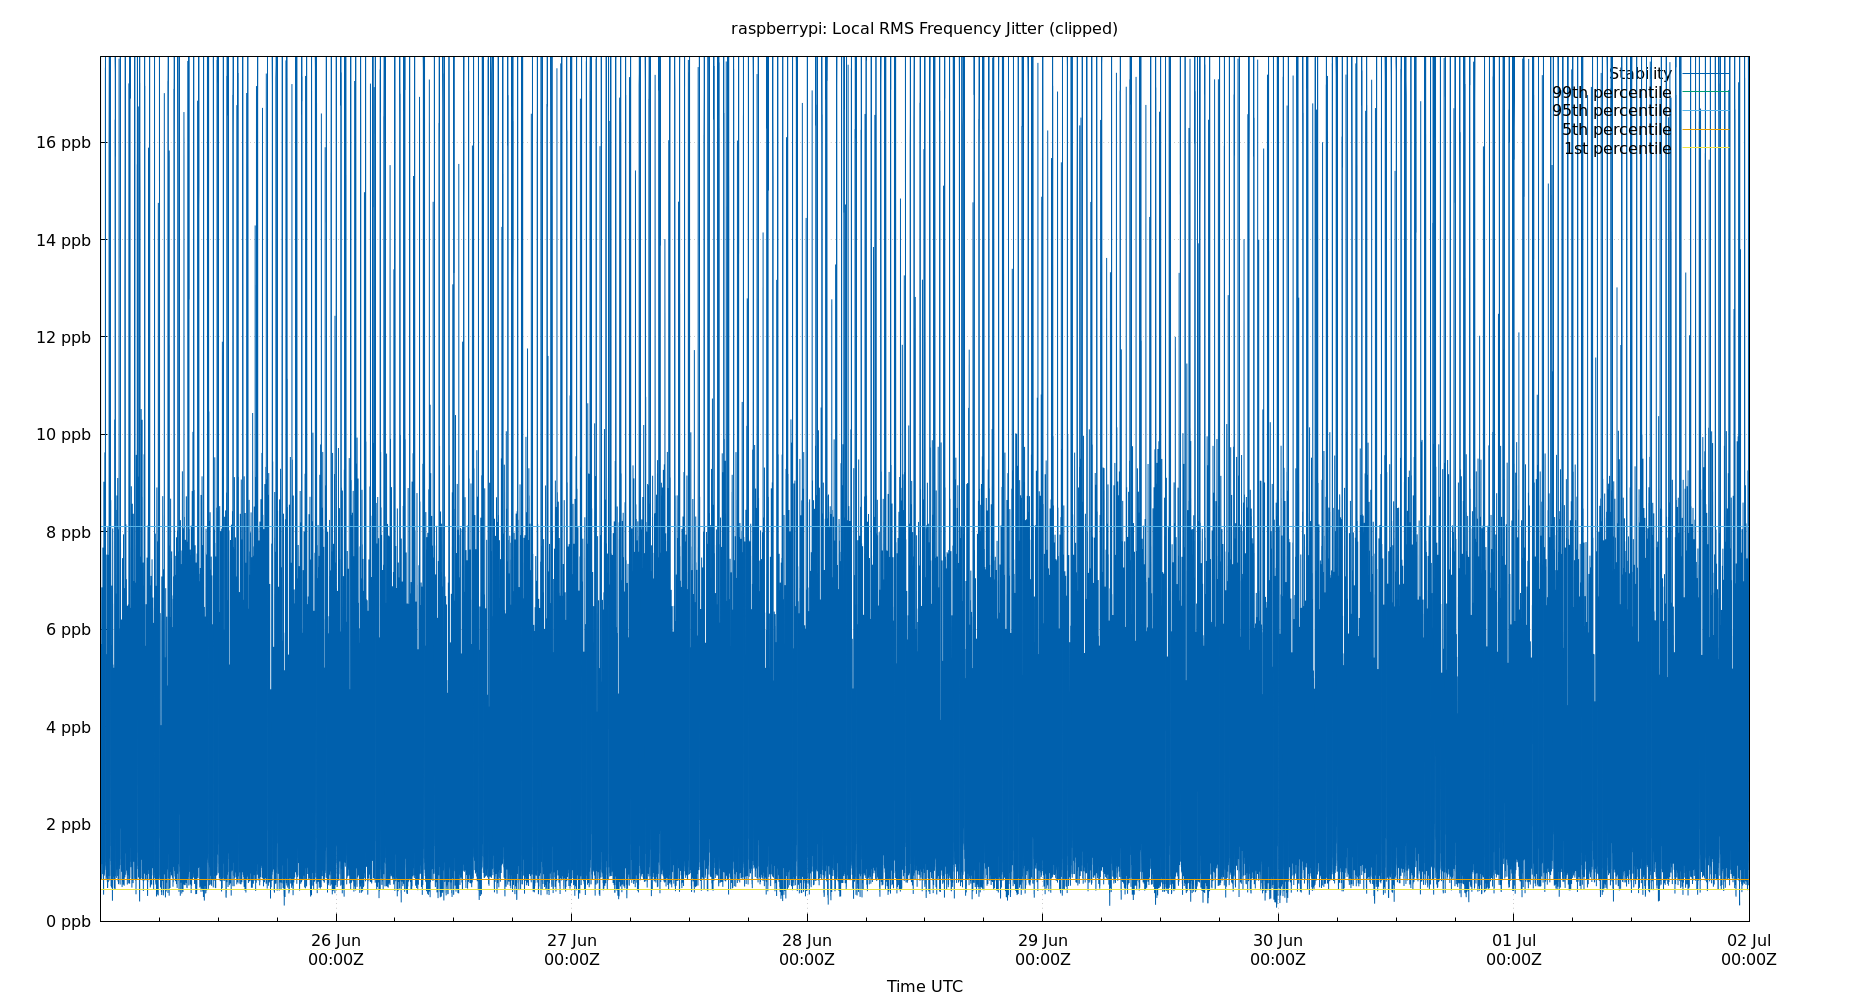 raspberrypi: Local RMS Frequency Jitter (clipped)
Stability
99th percentile
95th percentile
5th percentile
1st percentile
16 ppb
14 ppb
12 ppb
10 ppb
8 ppb
6 ppb
4 ppb
2 ppb
0 ppb
26 Jun 27 Jun 28 Jun 29 Jun 30 Jun 01 Jul 02 Jul
00:00Z 00:00Z 00:00Z 00:00Z 00:00Z 00:00Z 00:00Z
Time UTC